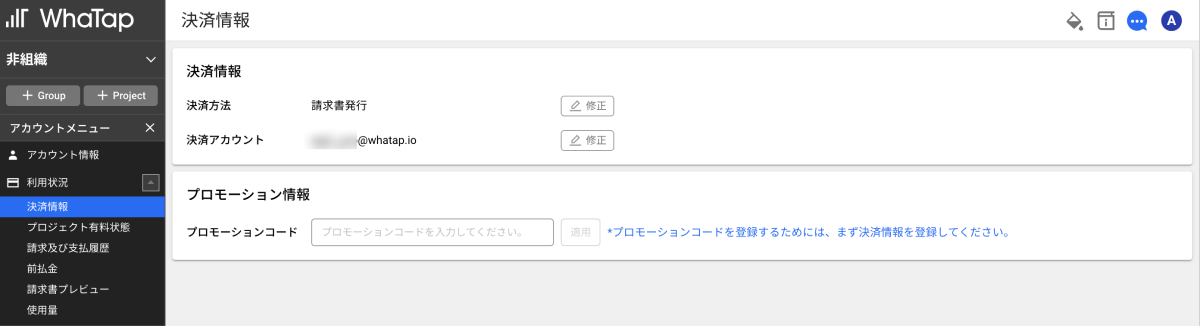 WhaTap
決済情報
A
非組織
+ Group
+ Project
アカウントメニュー
アカウント情報
利用状況
決済情報
プロジェクト有料状態
請求及び支払履歴
前払金
請求書プレビュー
使用量
決済情報
決済方法
請求書発行
修正
決済アカウント
@whatap.io
修正
プロモーション情報
プロモーションコード
プロモーションコードを入力してください。
適用
*プロモーションコードを登録するためには、まず決済情報を登録してください。